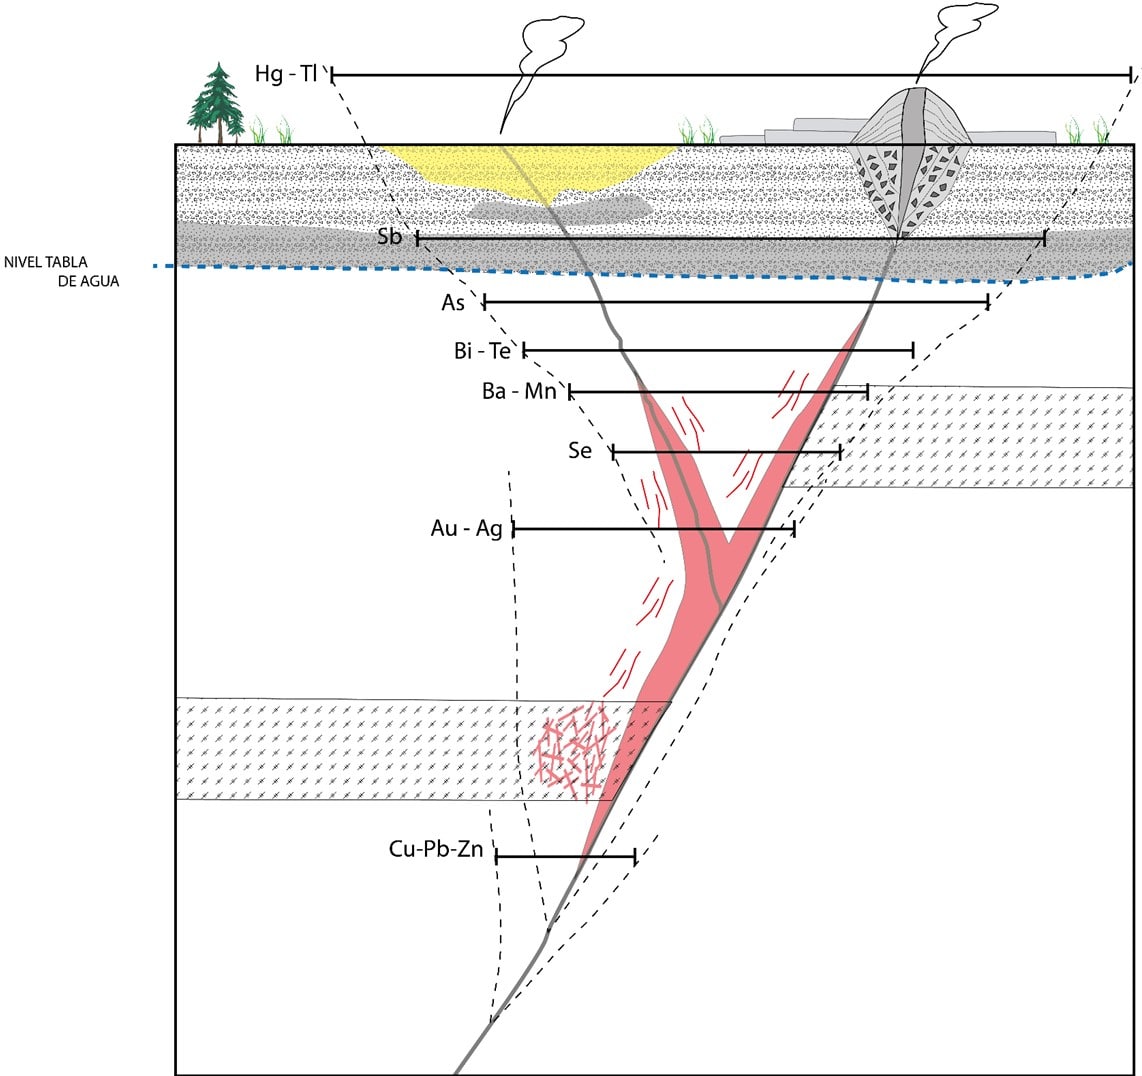 Hg - Tl
Sb
NIVEL TABLA
DE AGUA
As
Bi - Te
Ba - Mn
Se
Au - Ag
Cu-Pb-Zn